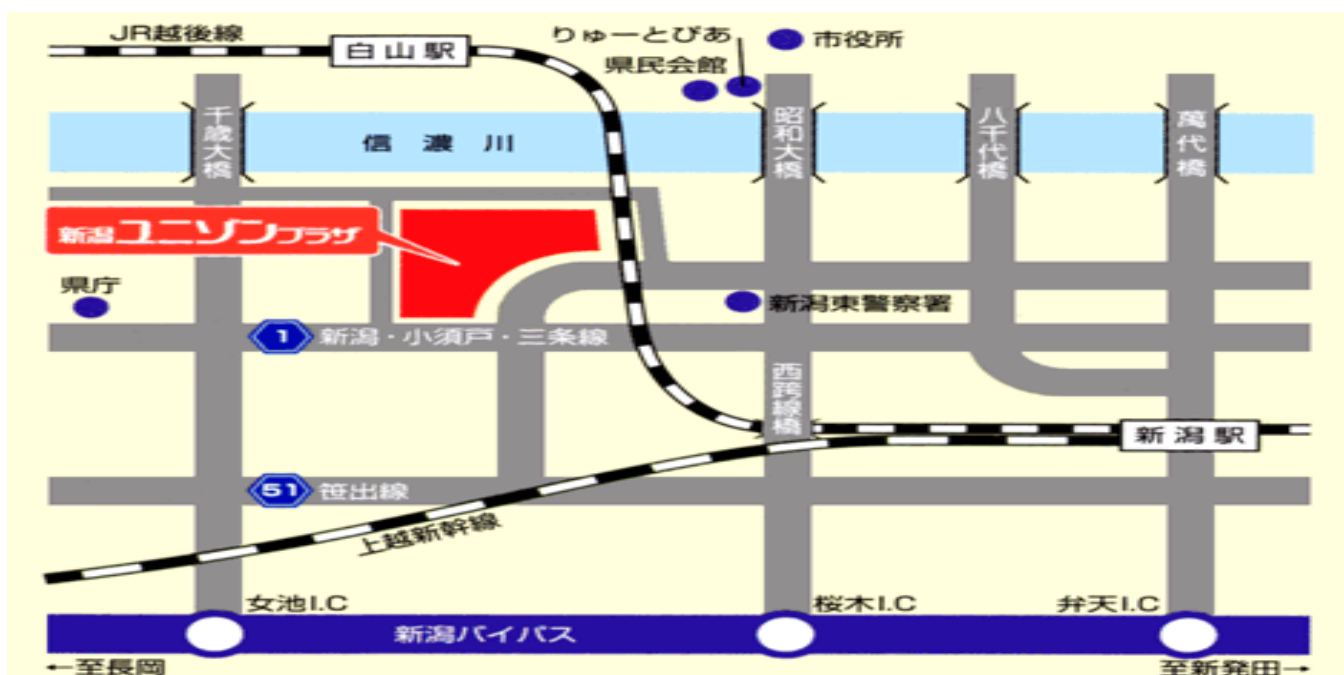 JR越後線
白山駅
りゅーとぴあ
県民会館
市役所
千歳大橋
信濃川
昭和大橋
八千代橋
萬代橋
新潟ユニゾンプラザ
県庁
新潟東警察署
1 新潟・小須戸・三条線
西跨線橋
新潟駅
51 笹出線
上越新幹線
女池I.C
桜木I.C
弁天I.C
新潟バイパス
←至長岡
至新発田→